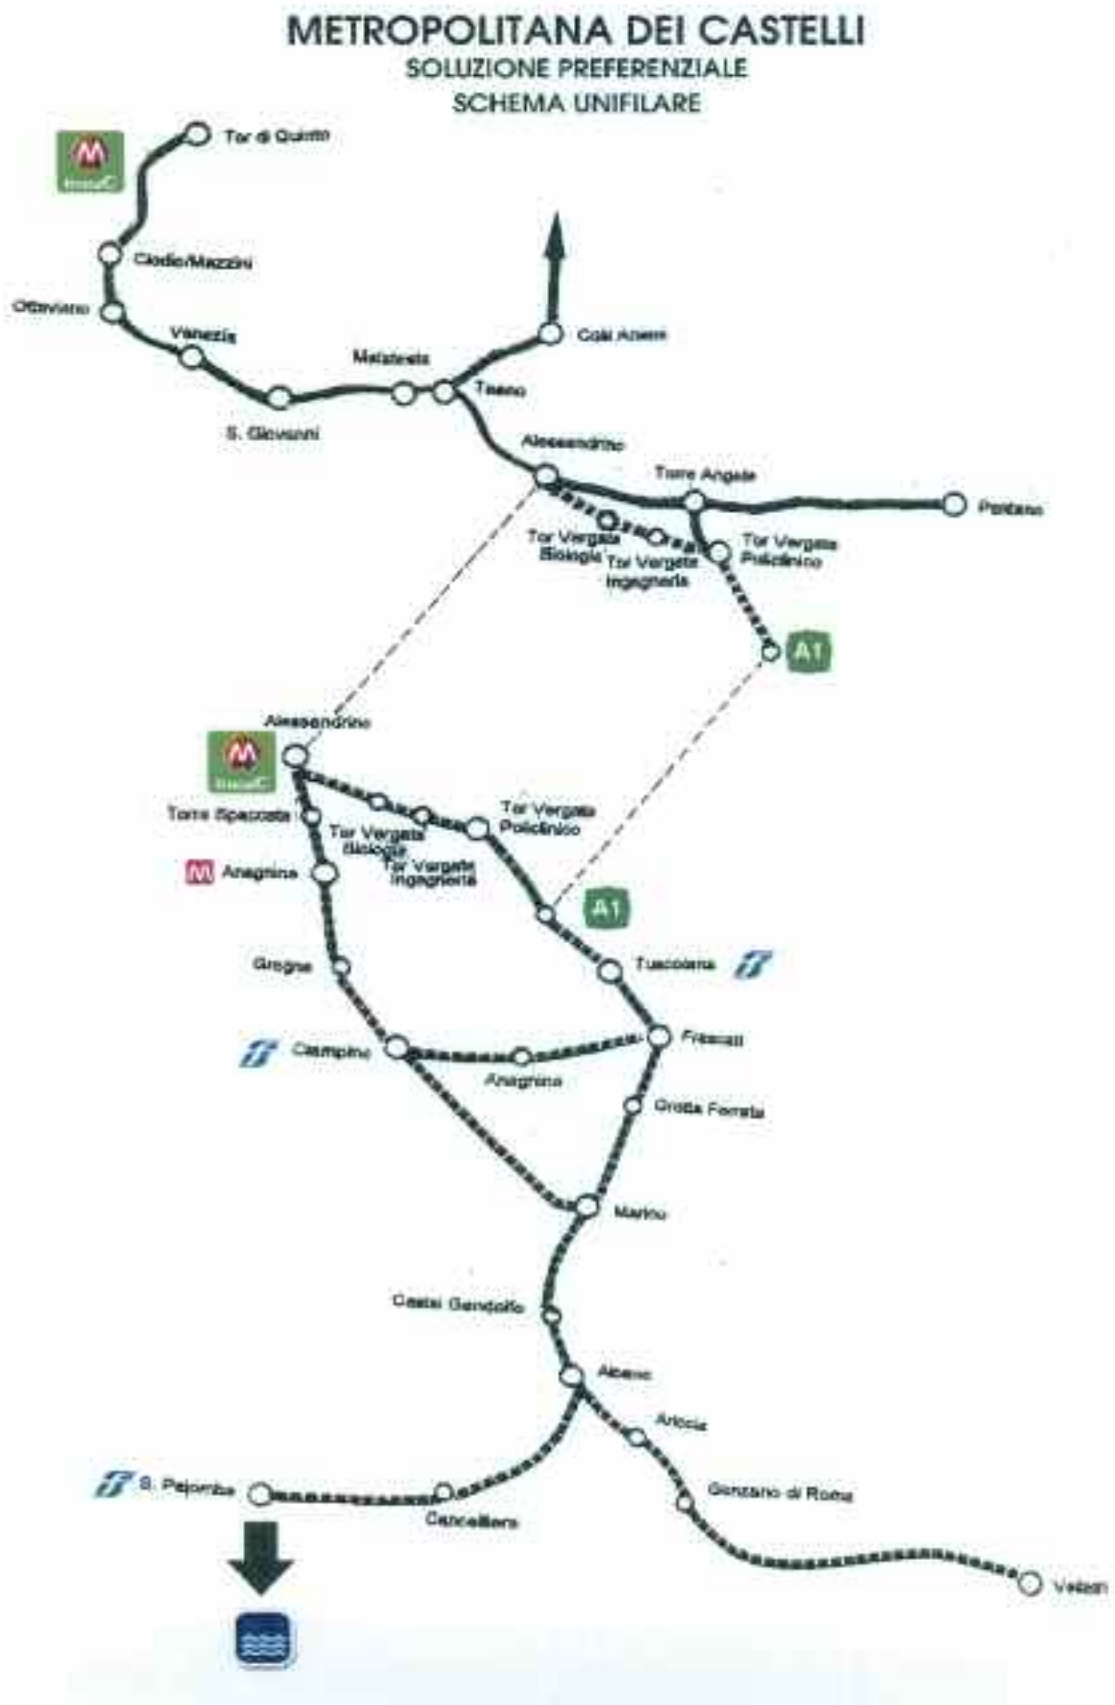 METROPOLITANA DEI CASTELLI
SOLUZIONE PREFERENZIALE
SCHEMA UNIFILARE
M
Tor di Quinto
Clodio/Mazzini
Ottaviano
Venezia
S. Giovanni
Malatesta
Teano
Colli Aniene
Alessandrino
Torre Angela
Pantano
Tor Vergata
Biologia
Tor Vergata
Ingegneria
Tor Vergata
Policlinico
A1
Alessandrino
M
Torre Spaccata
Tor Vergata
Biologia
Tor Vergata
Ingegneria
Tor Vergata
Policlinico
M Anagnina
A1
Gregna
Tuscolana
Ciampino
Anagnina
Frascati
Grotta Ferrata
Marino
Castel Gandolfo
Albano
Ariccia
S. Palomba
Cancelliera
Genzano di Roma
Velletri